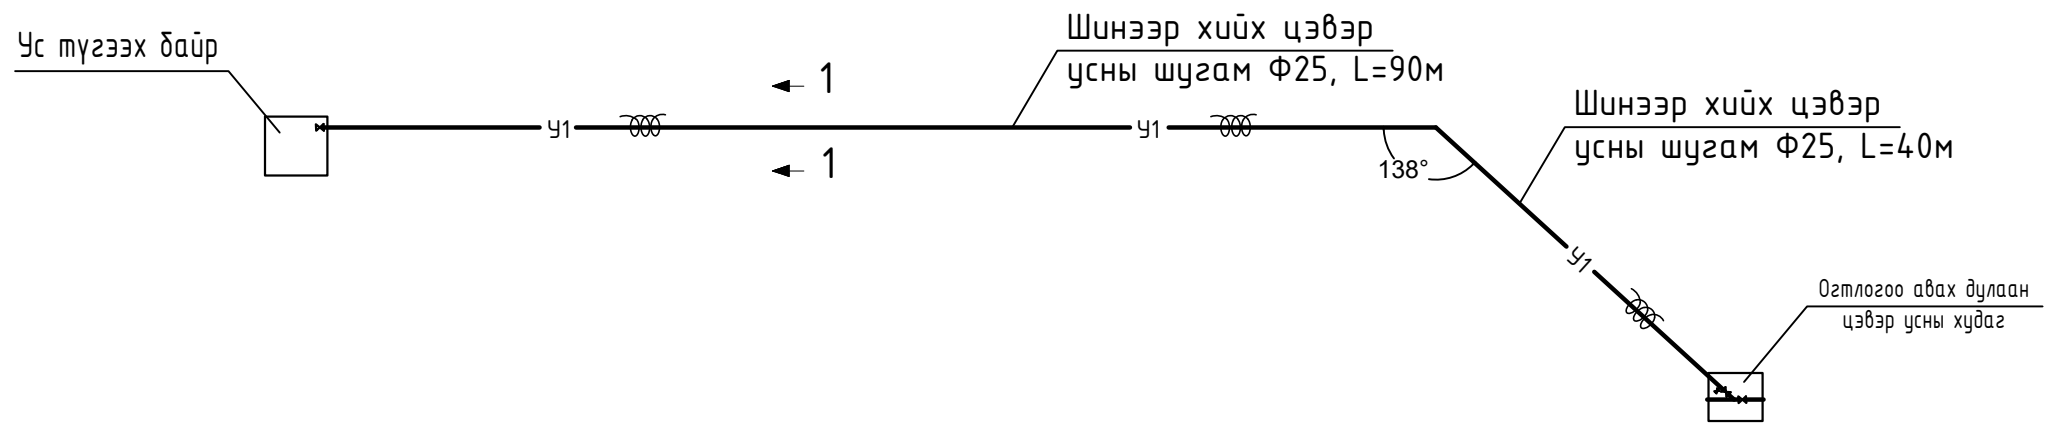 Ус түгээх байр
1
1
Шинээр хийх цэвэр
усны шугам Ф25, L=90м
У1
У1
138°
Шинээр хийх цэвэр
усны шугам Ф25, L=40м
У1
Огтлогоо авах дулаан
цэвэр усны худаг